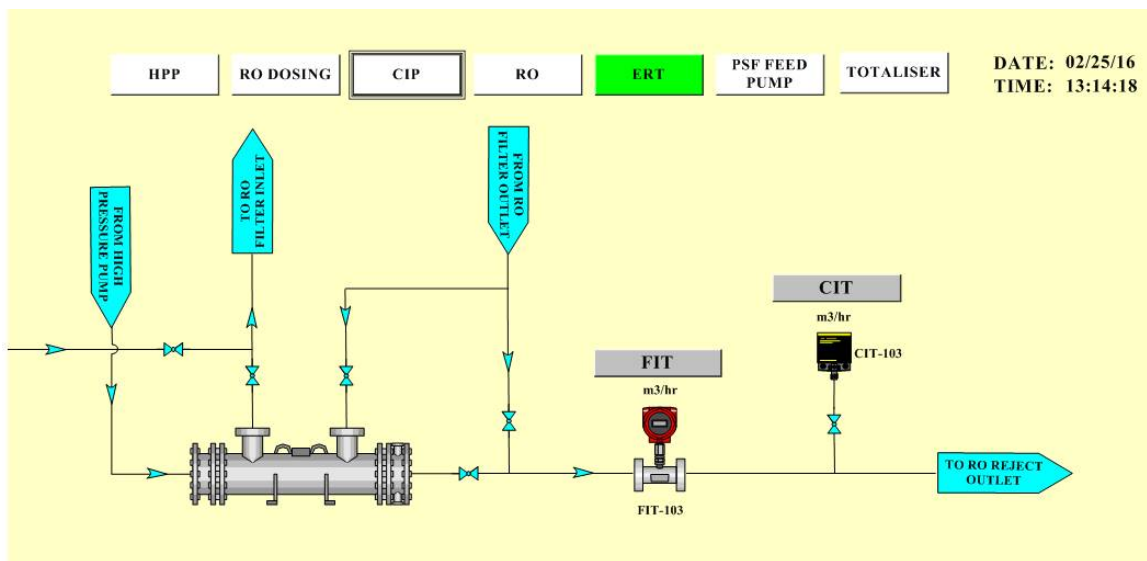 HPP
RO DOSING
CIP
RO
ERT
PSF FEED
PUMP
TOTALISER
DATE: 02/25/16
TIME: 13:14:18
FROM HIGH
PRESSURE PUMP
TO RO
FILTER INLET
FROM RO
FILTER OUTLET
CIT
m3/hr
CIT-103
FIT
m3/hr
FIT-103
TO RO REJECT
OUTLET